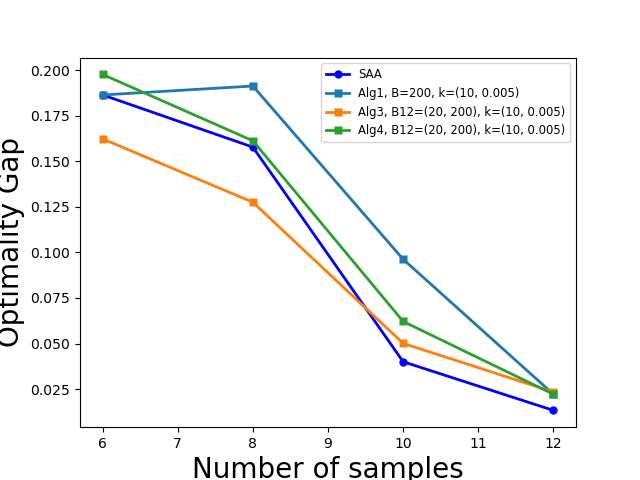 SAA
Alg1, B=200, k=(10, 0.005)
Alg3, B12=(20, 200), k=(10, 0.005)
Alg4, B12=(20, 200), k=(10, 0.005)
Optimality Gap
0.200
0.175
0.150
0.125
0.100
0.075
0.050
0.025
6 7 8 9 10 11 12
Number of samples